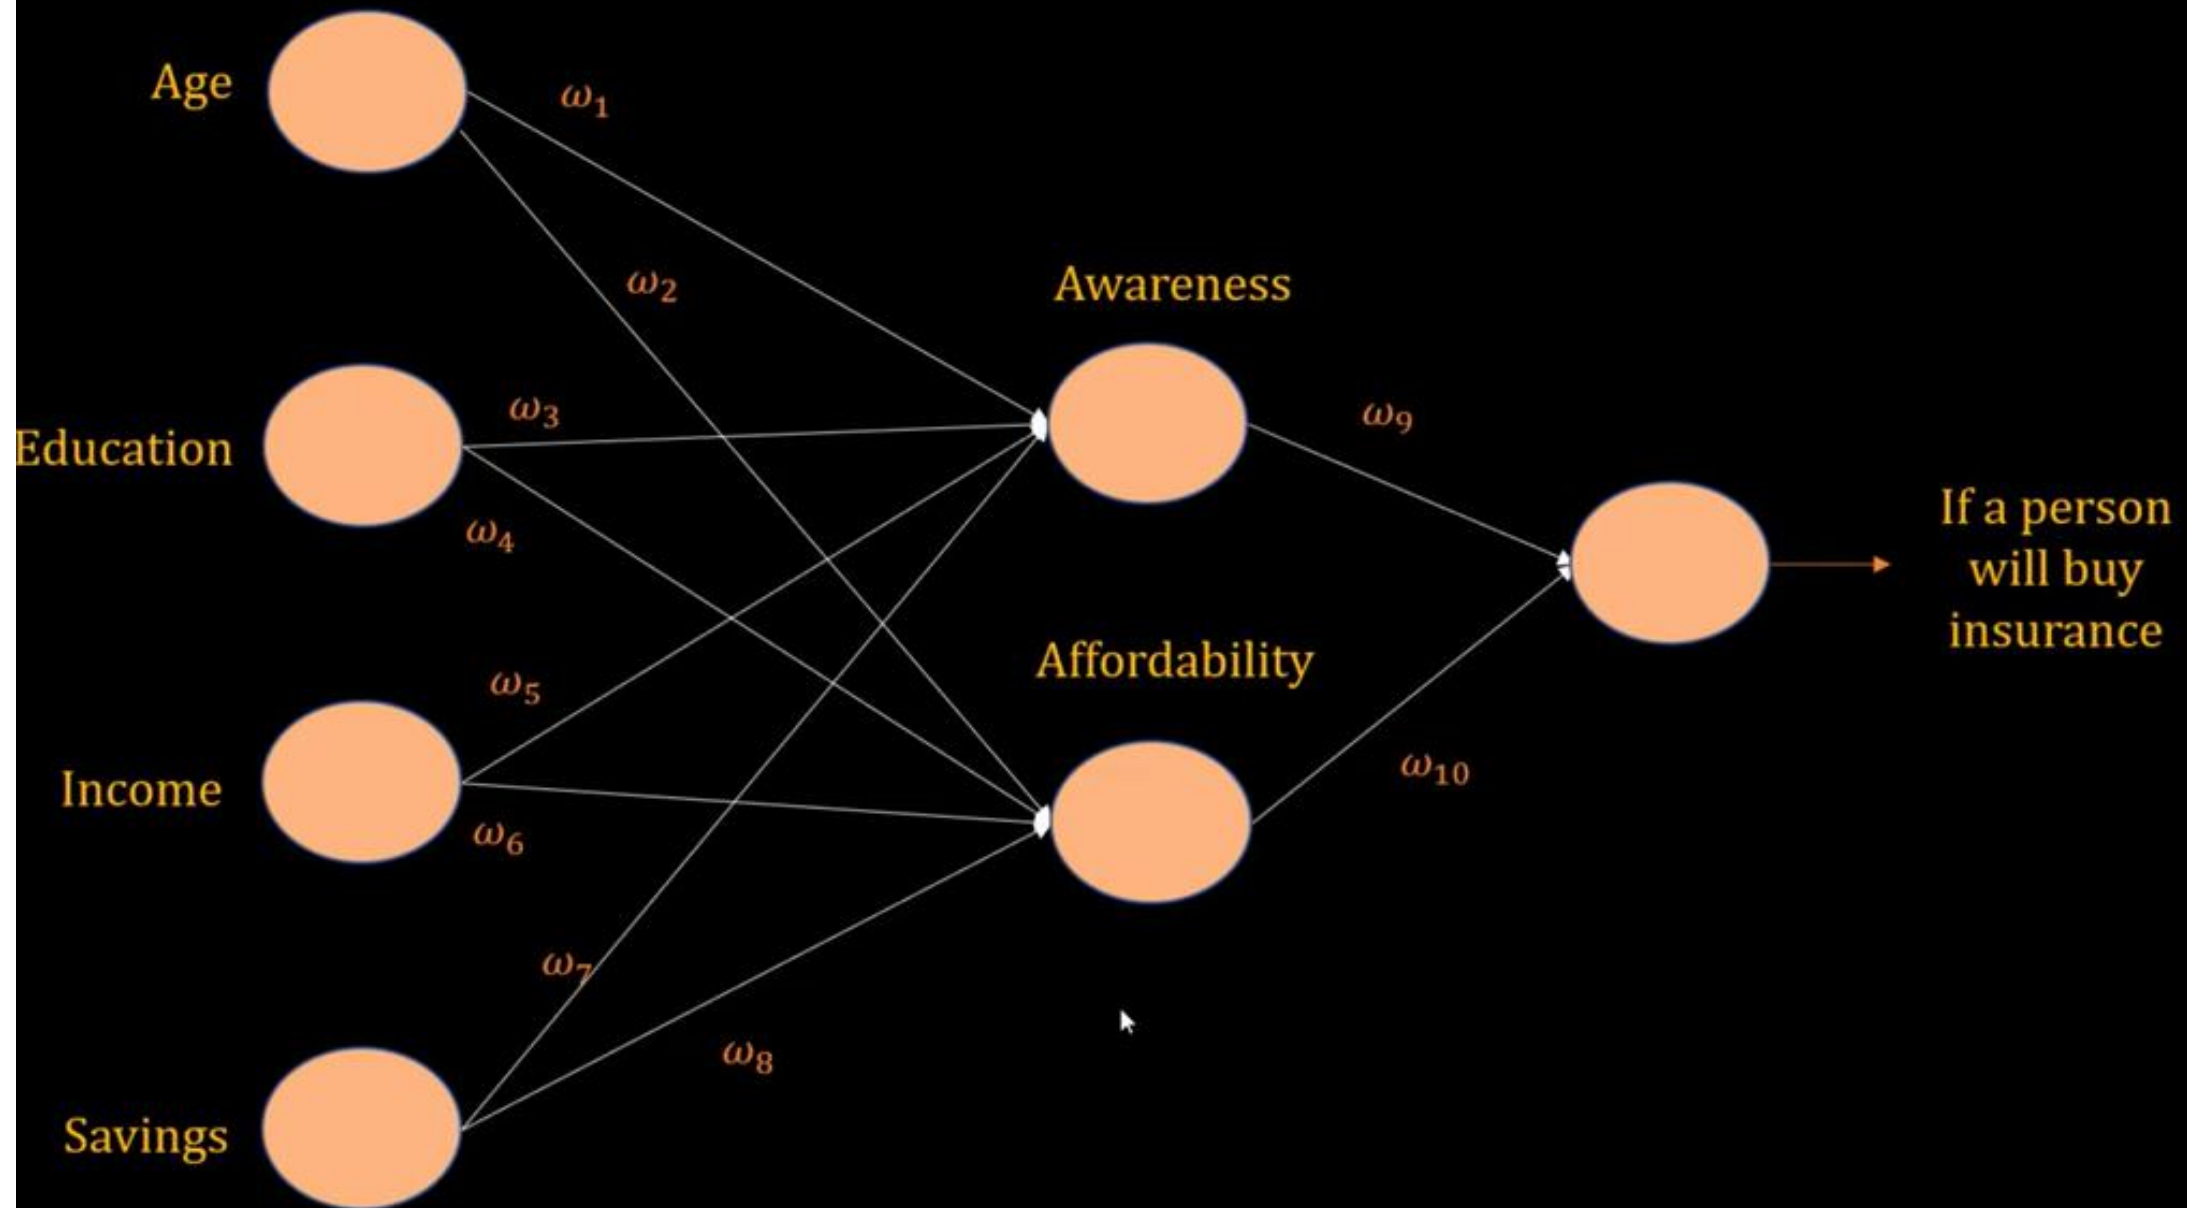 Age
ω₁
ω₂
Awareness
Education
ω₃
ω₄
ω₉
If a person
will buy
insurance
Affordability
ω₅
Income
ω₆
ω₁₀
ω₇
ω₈
Savings